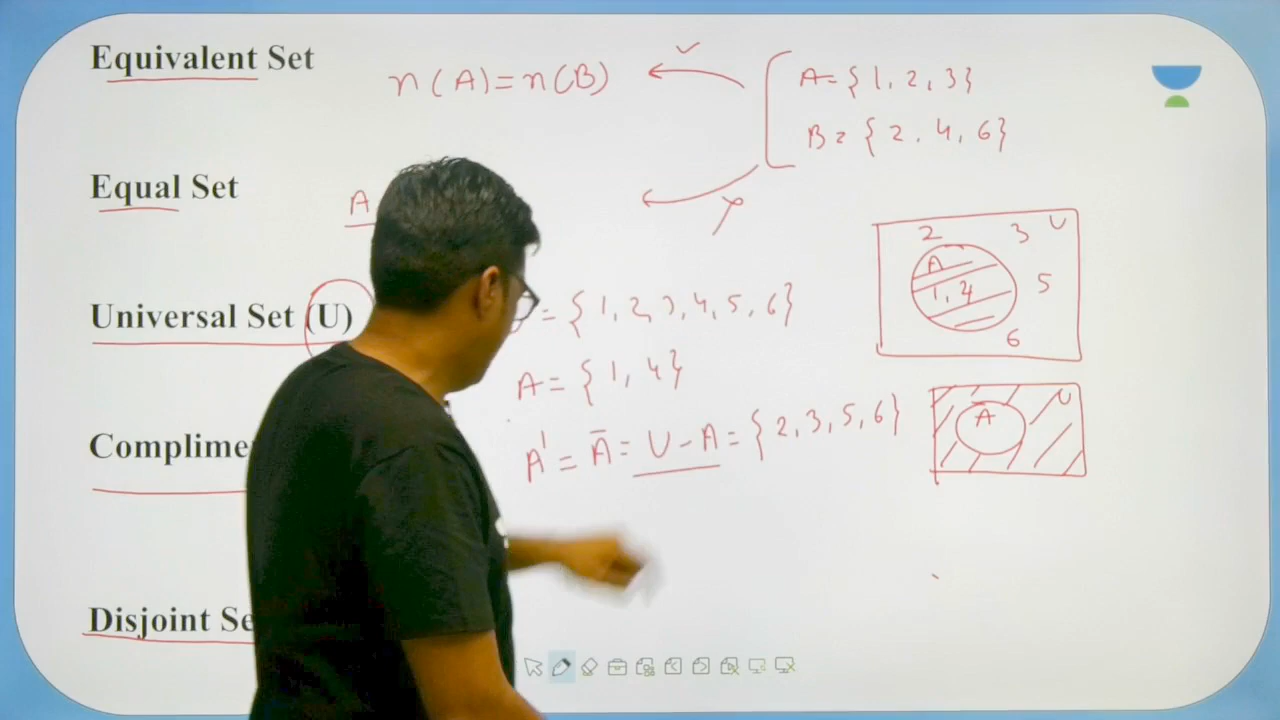 Equivalent Set
n(A)=n(B)
A={1,2,3}
B={2,4,6}
Equal Set
A
Universal Set (U)
={1,2,3,4,5,6}
A={1,4}
2 3 U
A
1,4
5
6
Complime
A'=Ā=U-A={2,3,5,6}
A U
Disjoint Se